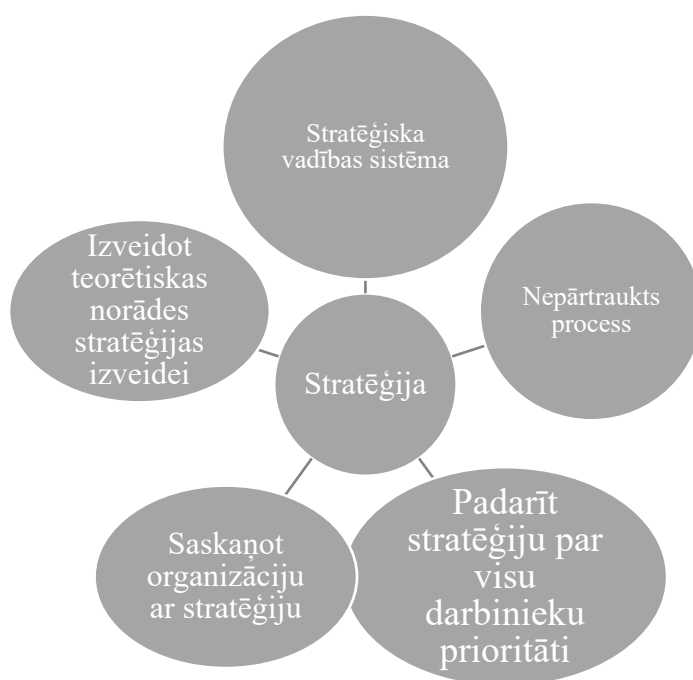 Stratēģiska
vadības sistēma
Izveidot
teorētiskas
norādes
stratēģijas
izveidei
Nepārtraukts
process
Stratēģija
Saskaņot
organizāciju
ar stratēģiju
Padarīt
stratēģiju par
visu
darbinieku
prioritāti